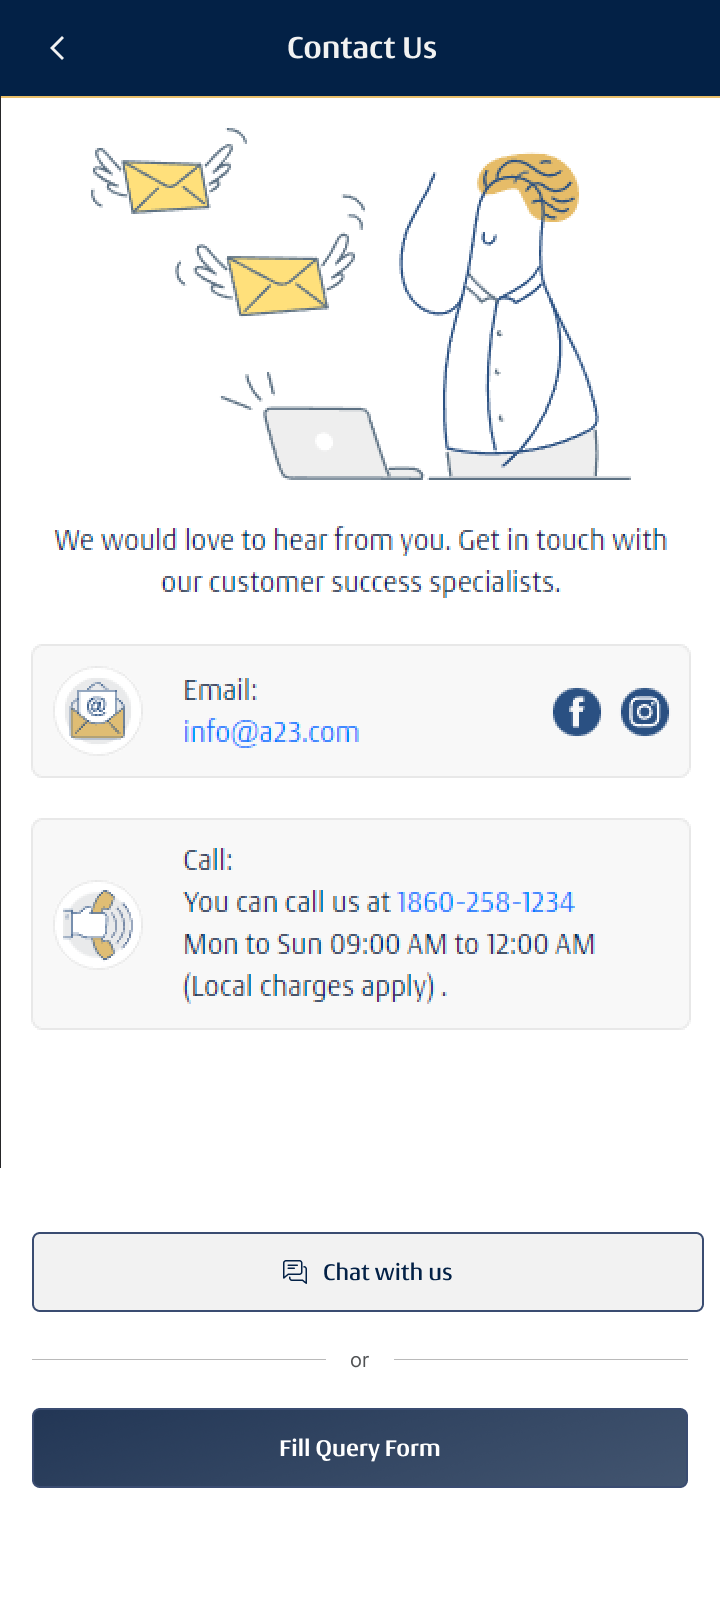 Contact Us
We would love to hear from you. Get in touch with
our customer success specialists.
Email:
info@a23.com
Call:
You can call us at 1860-258-1234
Mon to Sun 09:00 AM to 12:00 AM
(Local charges apply) .
Chat with us
or
Fill Query Form